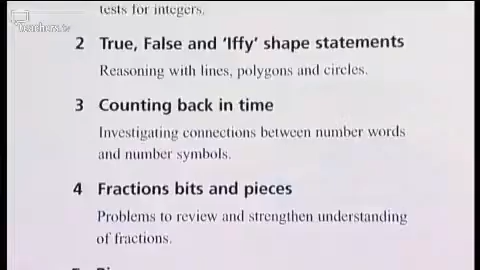 Teachers.tv
tests for integers.
2 True, False and 'Iffy' shape statements
Reasoning with lines, polygons and circles.
3 Counting back in time
Investigating connections between number words
and number symbols.
4 Fractions bits and pieces
Problems to review and strengthen understanding
of fractions.